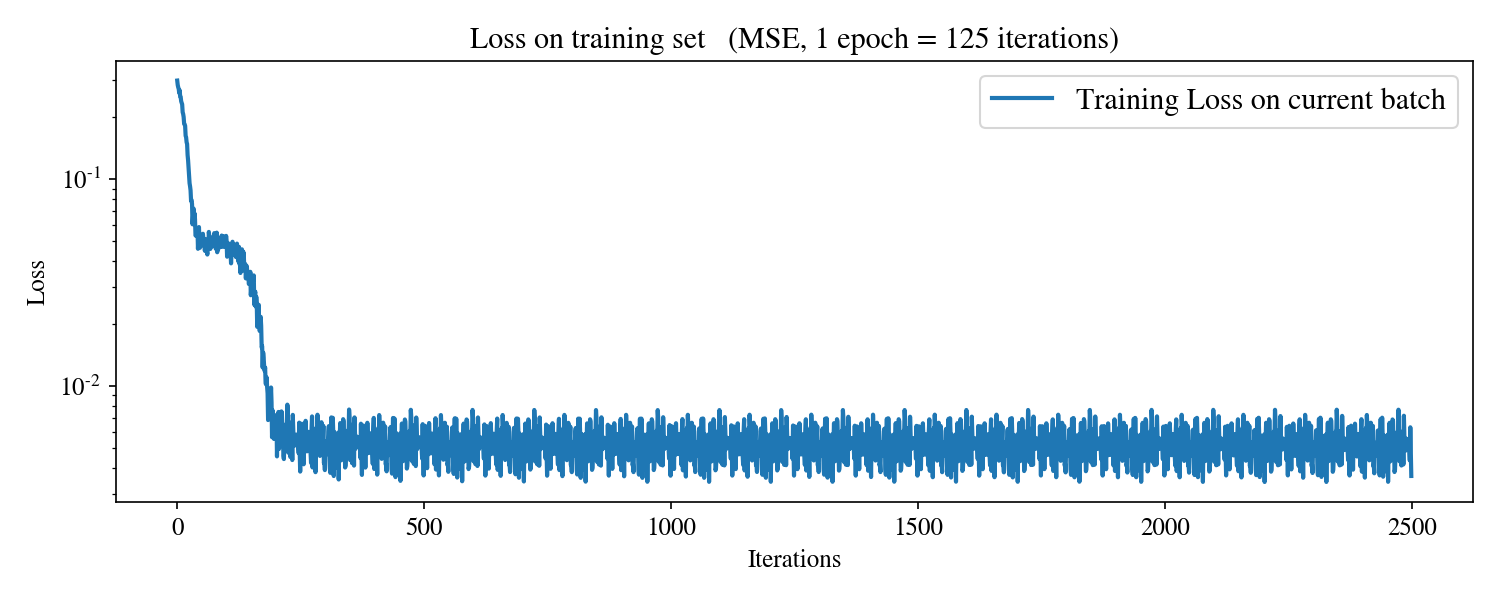 Loss on training set (MSE, 1 epoch = 125 iterations)
Training Loss on current batch
Loss
10⁻¹
10⁻²
0 500 1000 1500 2000 2500
Iterations